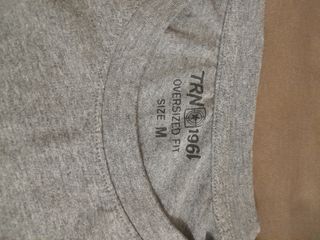 TRN 1961
OVERSIZED FIT
SIZE M